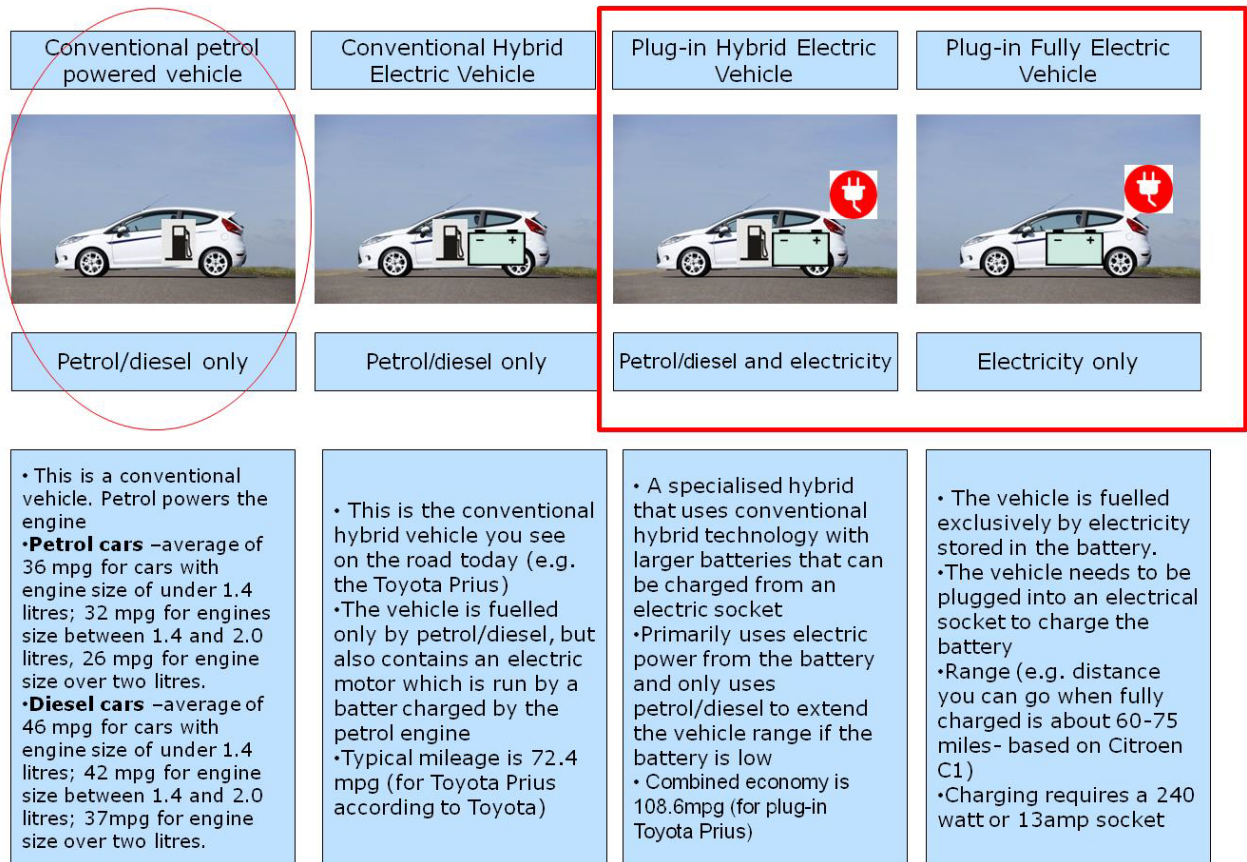 Conventional petrol
powered vehicle
Conventional Hybrid
Electric Vehicle
Plug-in Hybrid Electric
Vehicle
Plug-in Fully Electric
Vehicle
- +
- +
- +
Petrol/diesel only
Petrol/diesel only
Petrol/diesel and electricity
Electricity only
• This is a conventional
vehicle. Petrol powers the
engine
•Petrol cars –average of
36 mpg for cars with
engine size of under 1.4
litres; 32 mpg for engines
size between 1.4 and 2.0
litres, 26 mpg for engine
size over two litres.
•Diesel cars –average of
46 mpg for cars with
engine size of under 1.4
litres; 42 mpg for engine
size between 1.4 and 2.0
litres; 37mpg for engine
size over two litres.
• This is the conventional
hybrid vehicle you see
on the road today (e.g.
the Toyota Prius)
•The vehicle is fuelled
only by petrol/diesel, but
also contains an electric
motor which is run by a
batter charged by the
petrol engine
•Typical mileage is 72.4
mpg (for Toyota Prius
according to Toyota)
• A specialised hybrid
that uses conventional
hybrid technology with
larger batteries that can
be charged from an
electric socket
•Primarily uses electric
power from the battery
and only uses
petrol/diesel to extend
the vehicle range if the
battery is low
• Combined economy is
108.6mpg (for plug-in
Toyota Prius)
• The vehicle is fuelled
exclusively by electricity
stored in the battery.
•The vehicle needs to be
plugged into an electrical
socket to charge the
battery
•Range (e.g. distance
you can go when fully
charged is about 60-75
miles- based on Citroen
C1)
•Charging requires a 240
watt or 13amp socket